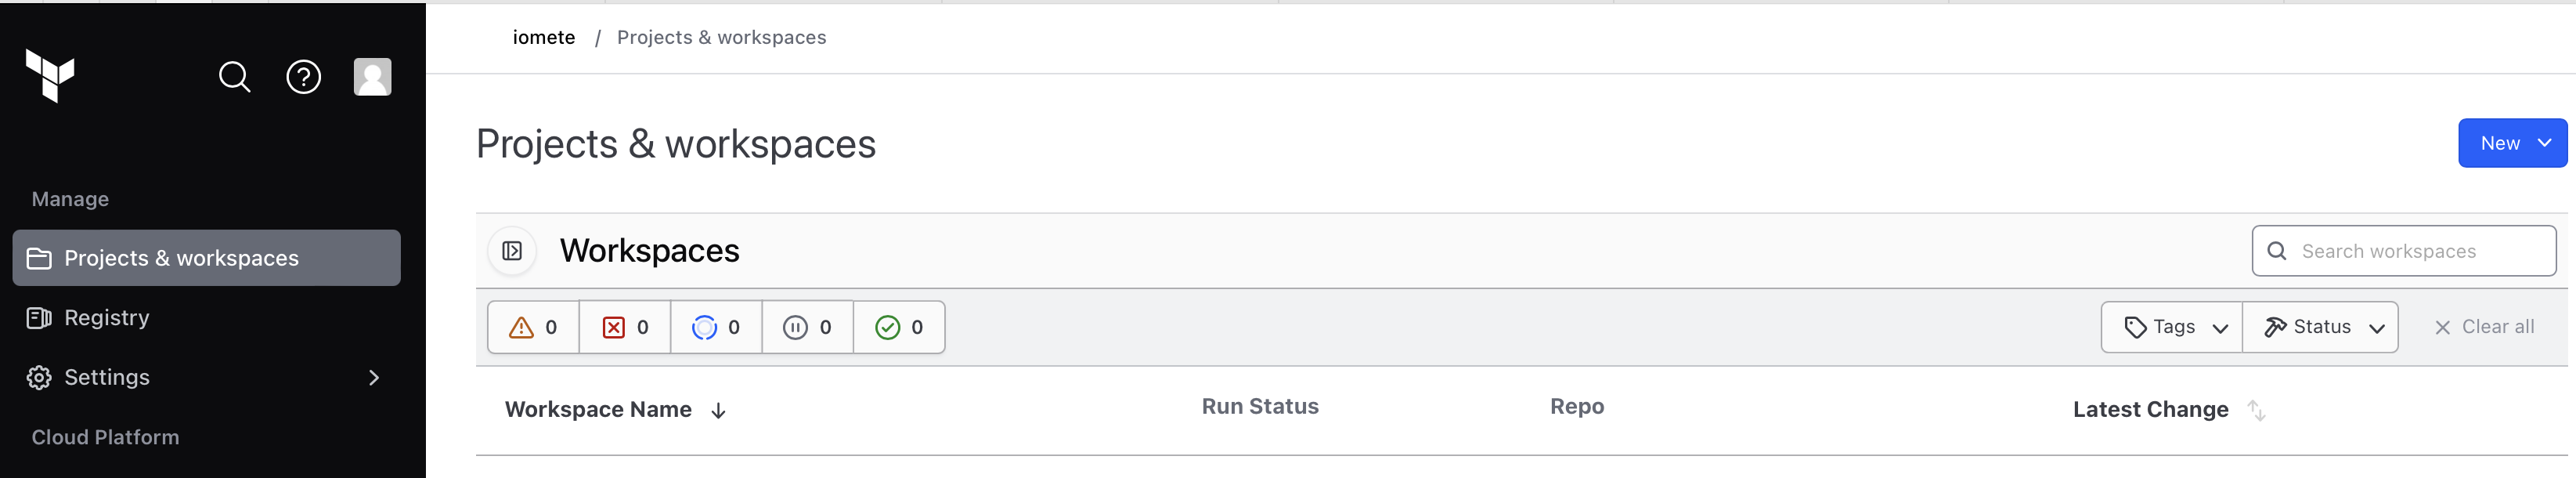 iomete / Projects & workspaces
Manage
Projects & workspaces
Registry
Settings
Cloud Platform
Projects & workspaces
New
Workspaces
Search workspaces
0 0 0 0 0
Tags Status Clear all
Workspace Name Run Status Repo Latest Change